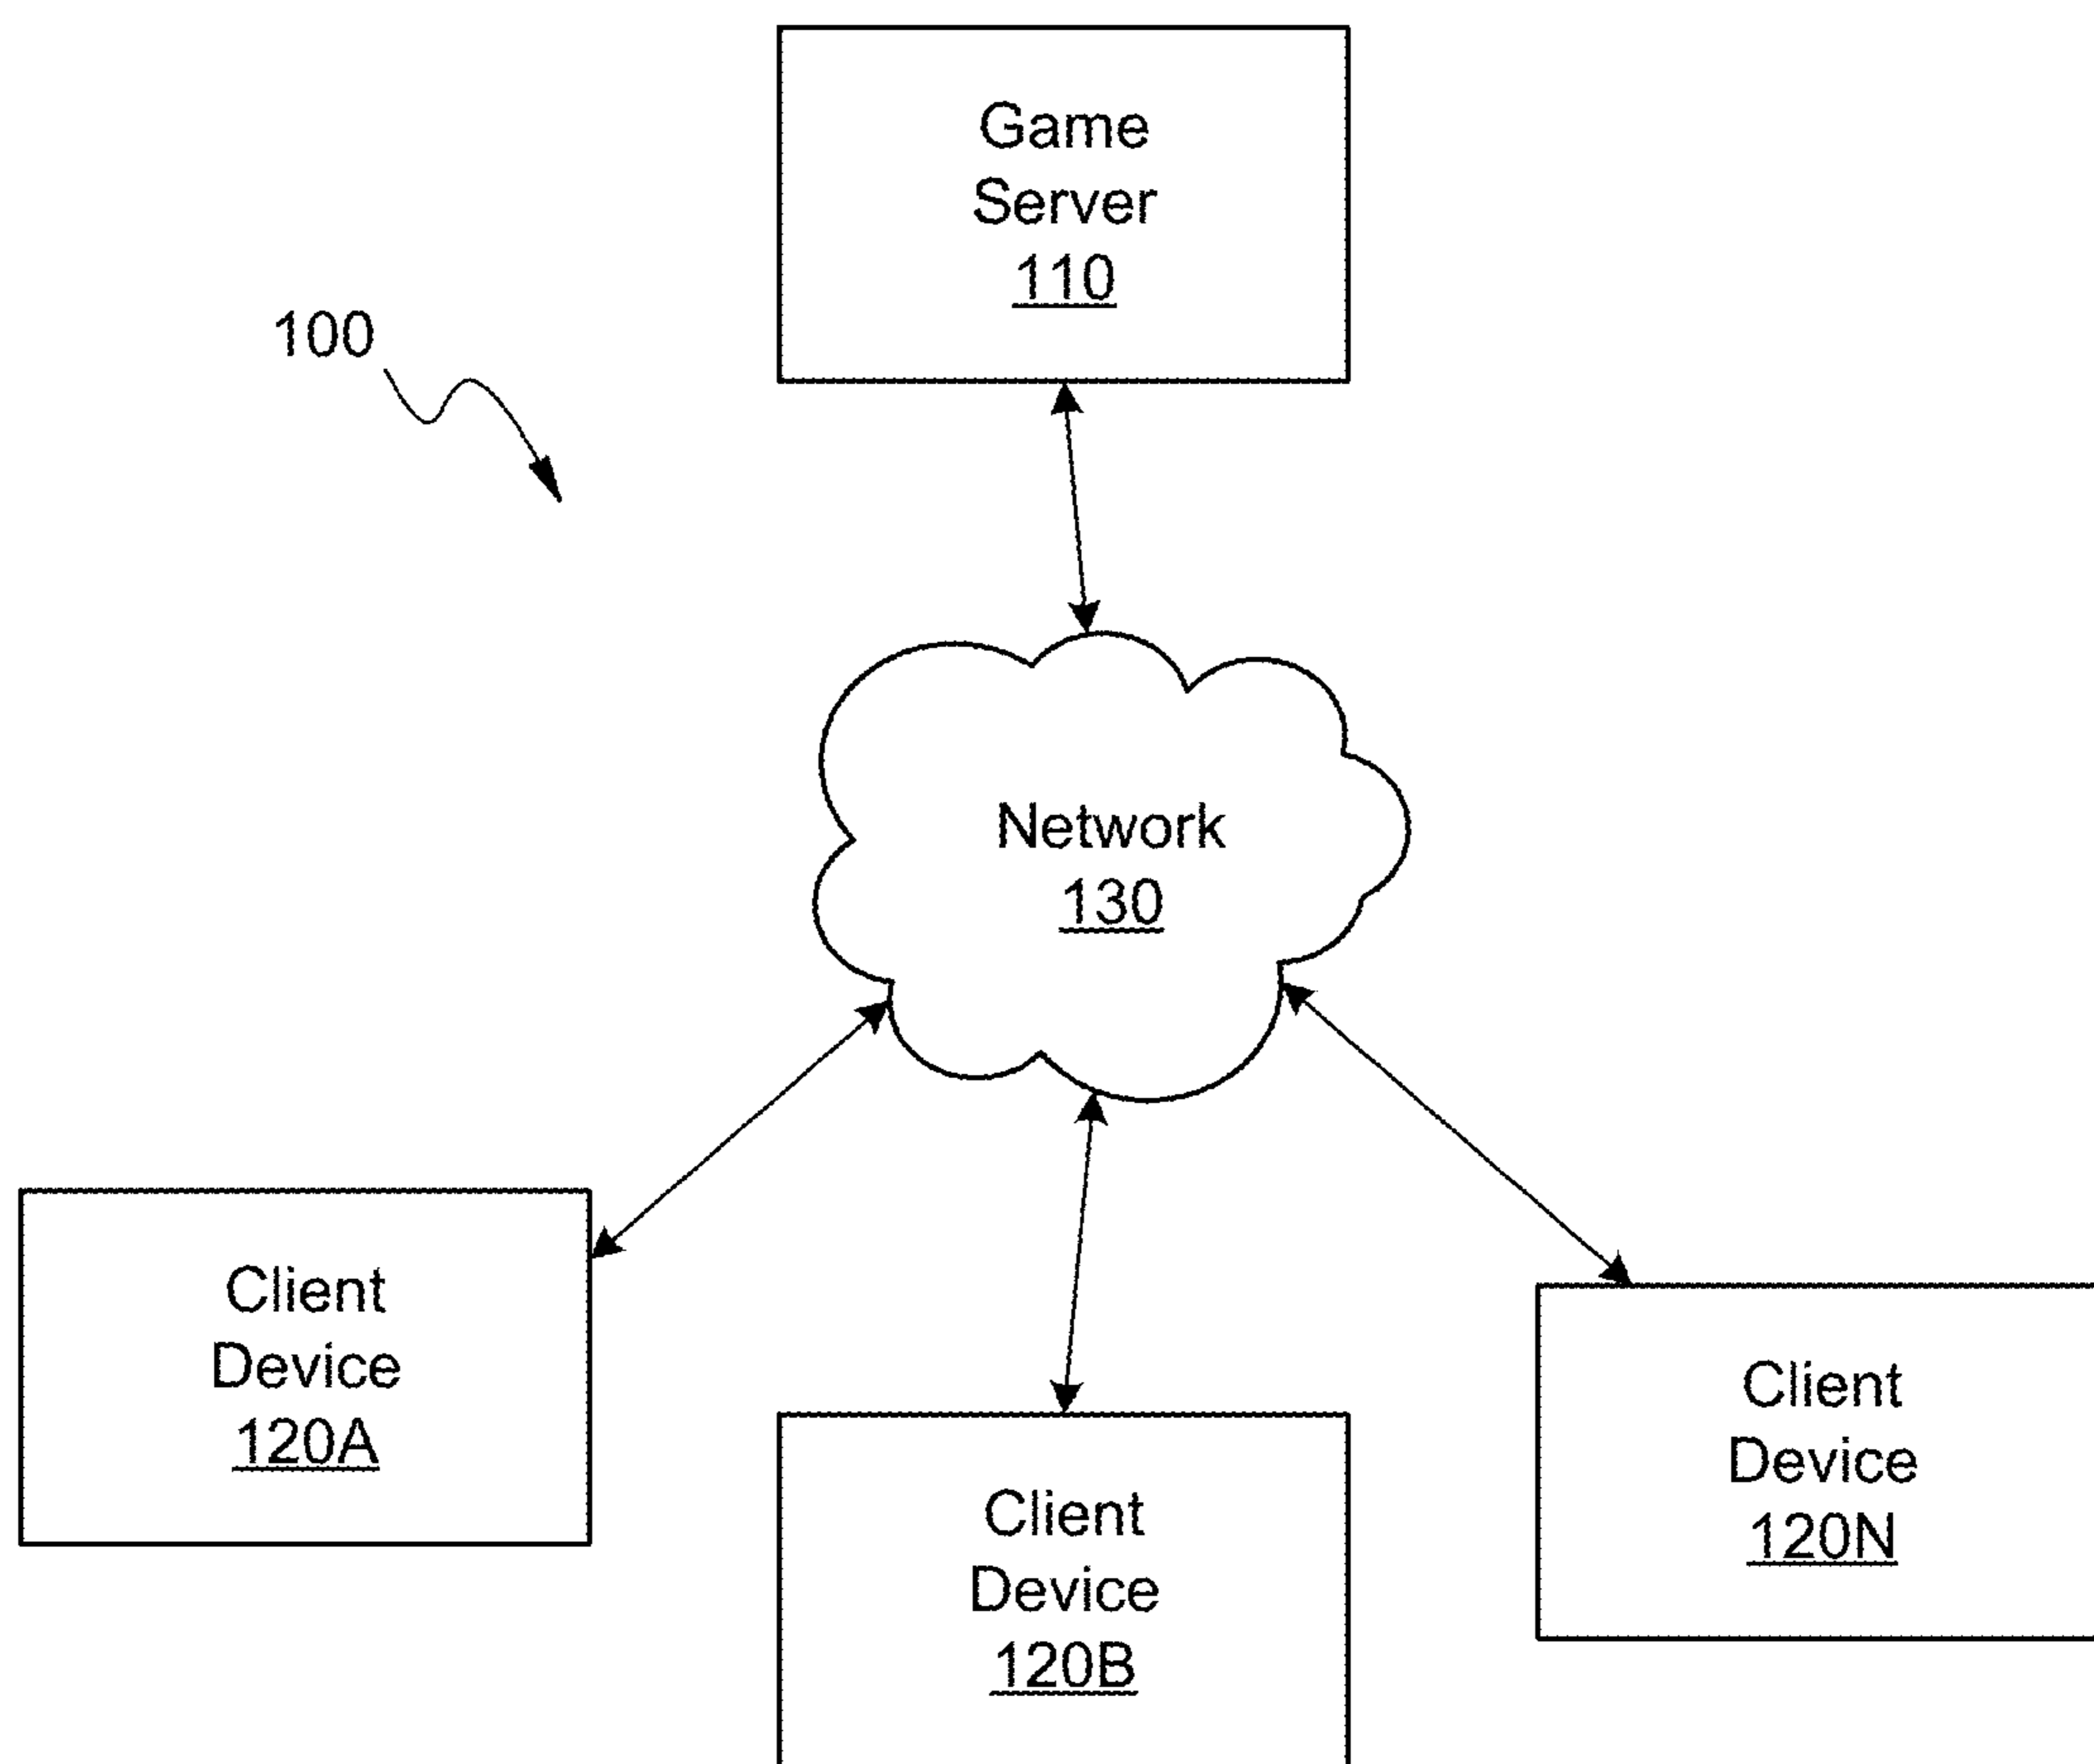 Game
Server
110
100
Network
130
Client
Device
120A
Client
Device
120B
Client
Device
120N